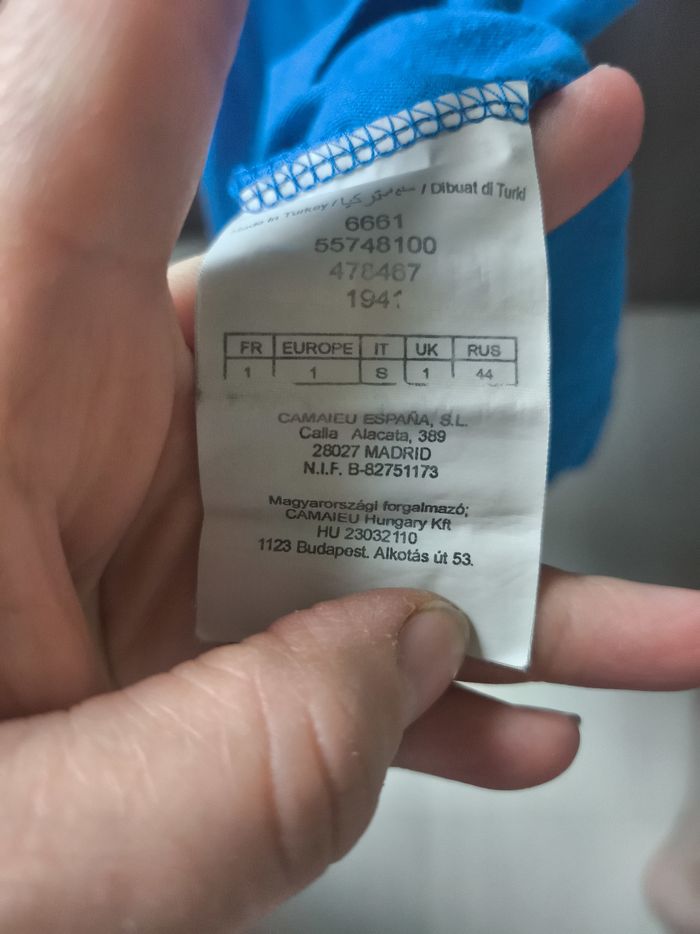 Made in Turkey / / Dibuat di Turki
6661
55748100
478467
1941
FR EUROPE IT UK RUS
1 1 S 1 44
CAMAIEU ESPAÑA, S.L.
Calla Alacata, 389
28027 MADRID
N.I.F. B-82751173
Magyarországi forgalmazó;
CAMAIEU Hungary Kft
HU 23032110
1123 Budapest. Alkotás út 53.